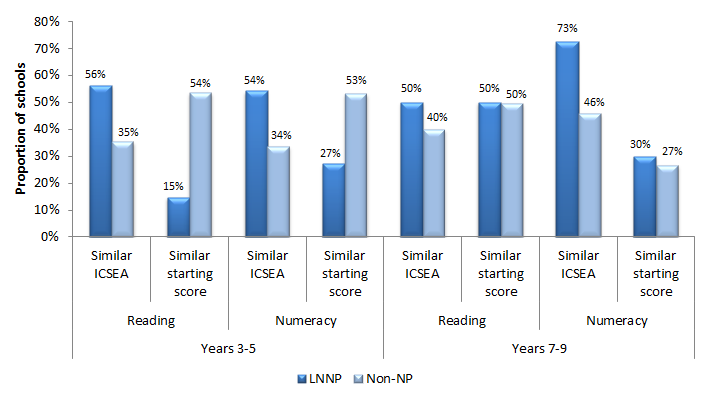 80%
70%
60%
50%
40%
30%
20%
10%
0%
Proportion of schools
56%
35%
15%
54%
54%
34%
27%
53%
50%
40%
50%
50%
73%
46%
30%
27%
Similar
ICSEA
Similar
starting
score
Similar
ICSEA
Similar
starting
score
Similar
ICSEA
Similar
starting
score
Similar
ICSEA
Similar
starting
score
Reading
Numeracy
Reading
Numeracy
Years 3-5
Years 7-9
LNNP
Non-NP